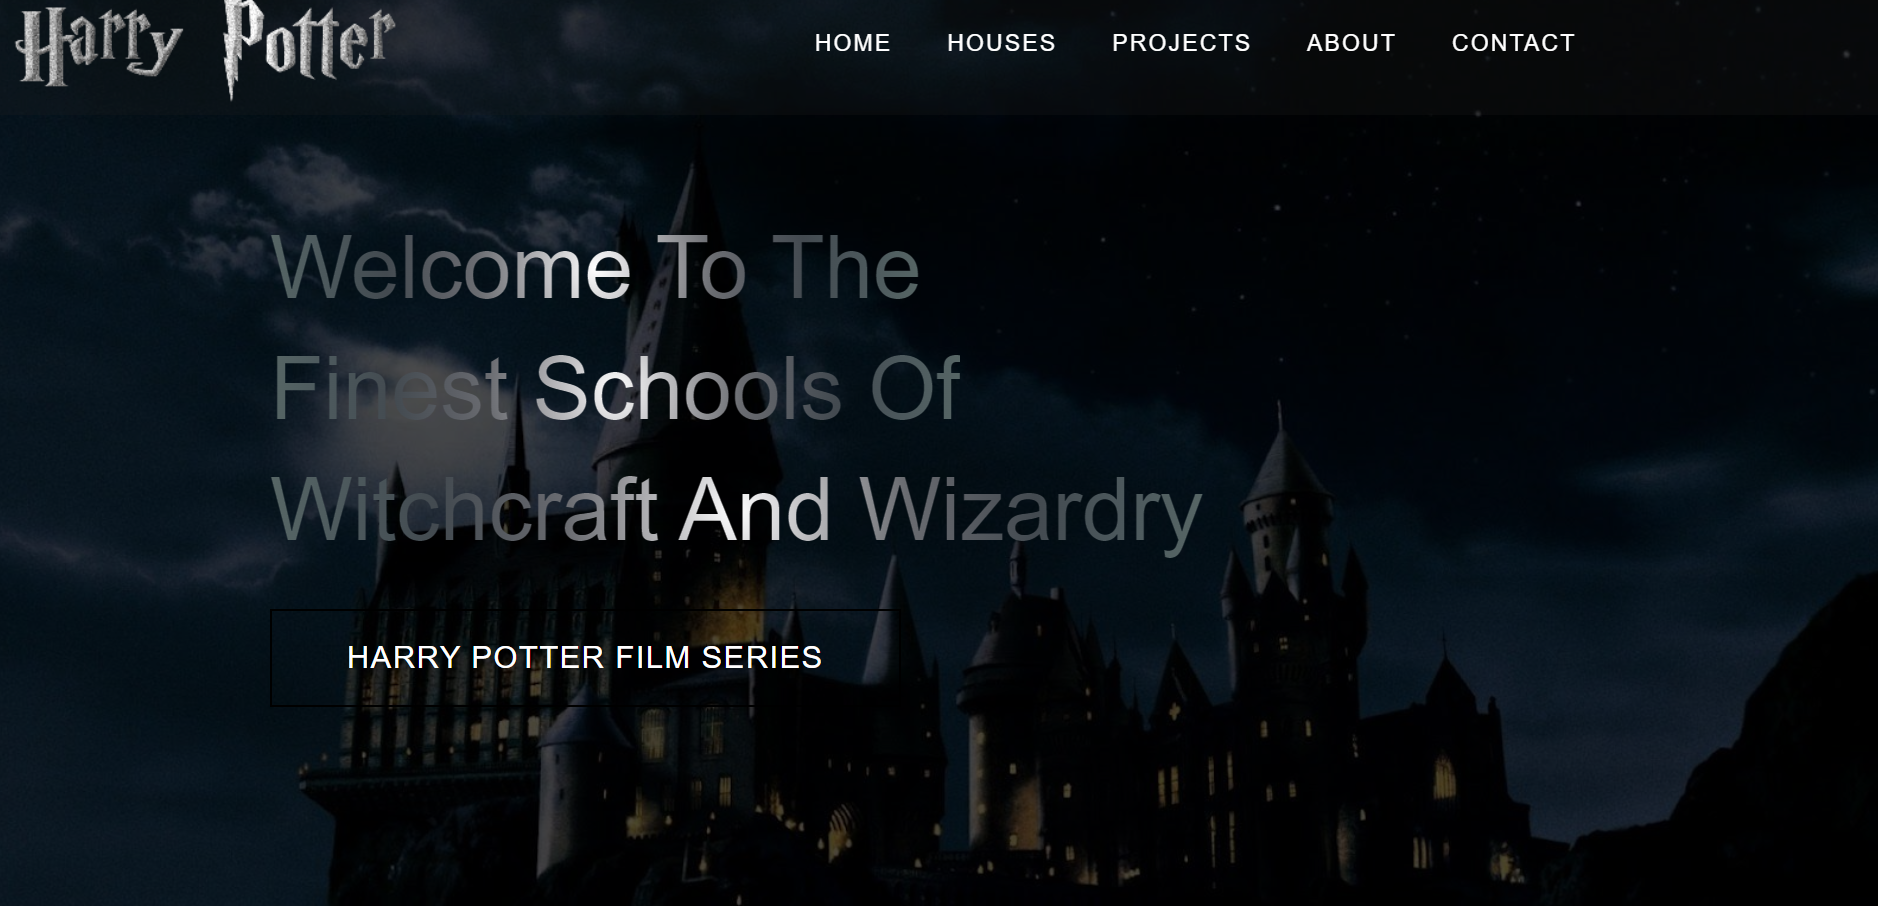 Harry Potter
HOME HOUSES PROJECTS ABOUT CONTACT
Welcome To The
Finest Schools Of
Witchcraft And Wizardry
HARRY POTTER FILM SERIES